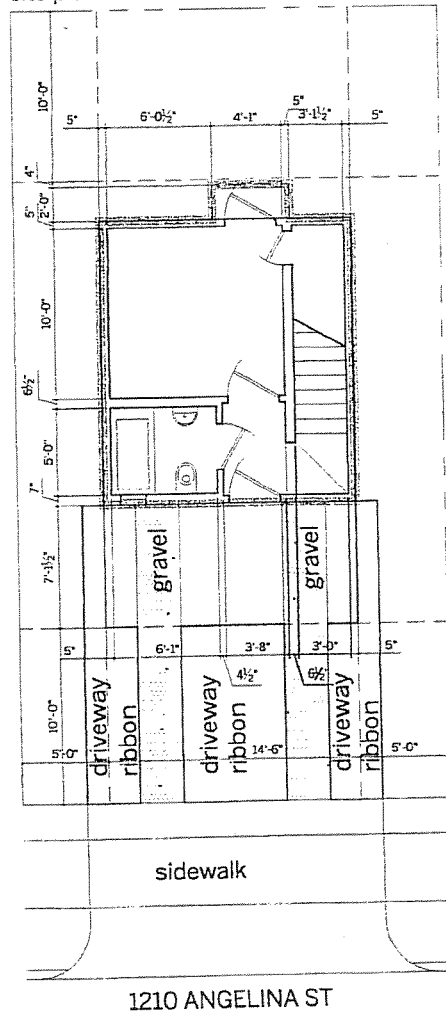 10'-0"
5"
6'-0½"
4'-1"
5"
3'-1½"
5"
4"
5"
2'-0"
10'-0"
6½"
5'-0"
7"
7'-1½"
gravel
gravel
5"
6'-1"
3'-8"
3'-0"
5"
4½"
6½"
10'-0"
driveway
ribbon
driveway
ribbon
driveway
ribbon
5'-0"
14'-6"
5'-0"
sidewalk
1210 ANGELINA ST